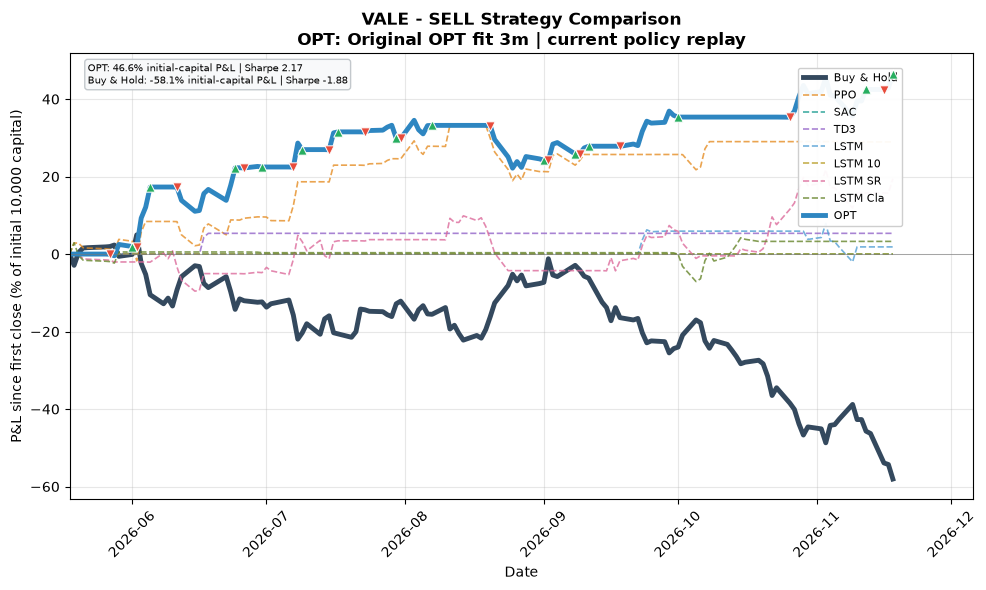 VALE - SELL Strategy Comparison
OPT: Original OPT fit 3m | current policy replay
OPT: 46.6% initial-capital P&L | Sharpe 2.17
Buy & Hold: -58.1% initial-capital P&L | Sharpe -1.88
Buy & Hold
PPO
SAC
TD3
LSTM
LSTM 10
LSTM SR
LSTM Cla
OPT
P&L since first close (% of initial 10,000 capital)
40
20
0
−20
−40
−60
2026-06
2026-07
2026-08
2026-09
2026-10
2026-11
2026-12
Date